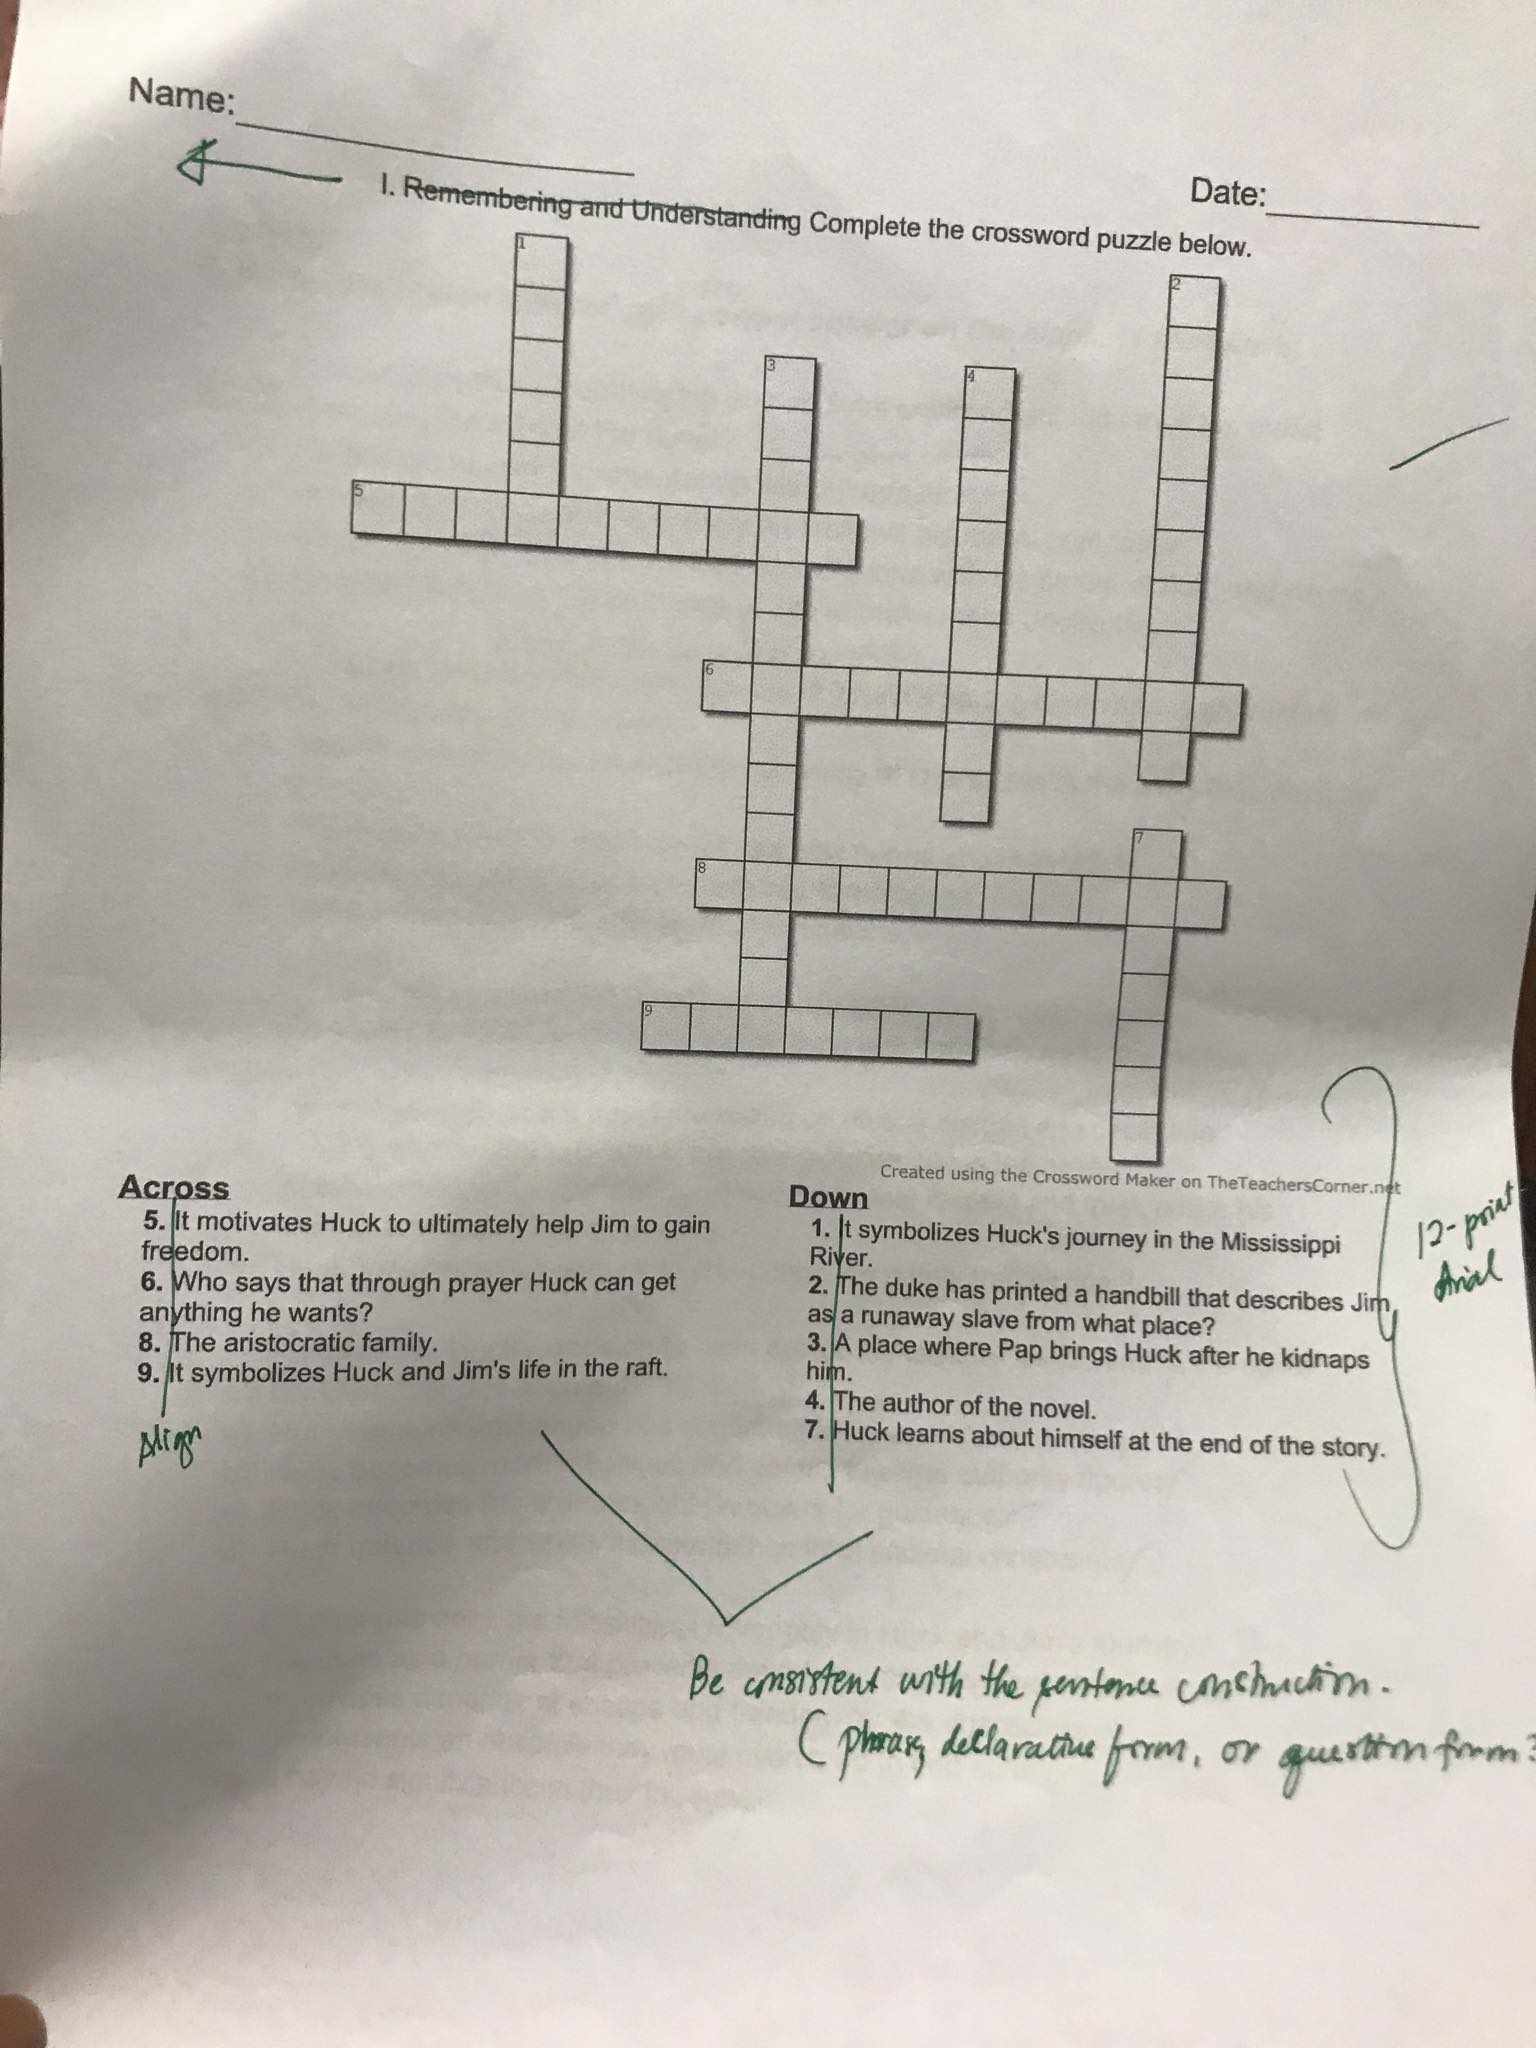 Name:
Date:
I. Remembering and Understanding Complete the crossword puzzle below.
1
2
3
4
5
6
7
8
9
Created using the Crossword Maker on TheTeachersCorner.net
Across
5. It motivates Huck to ultimately help Jim to gain
freedom.
6. Who says that through prayer Huck can get
anything he wants?
8. The aristocratic family.
9. It symbolizes Huck and Jim's life in the raft.
Align
Down
1. It symbolizes Huck's journey in the Mississippi
River.
2. The duke has printed a handbill that describes Jim
as a runaway slave from what place?
3. A place where Pap brings Huck after he kidnaps
him.
4. The author of the novel.
7. Huck learns about himself at the end of the story.
12-point
Arial
Be consistent with the sentence construction.
(phrase, declarative form, or question form?